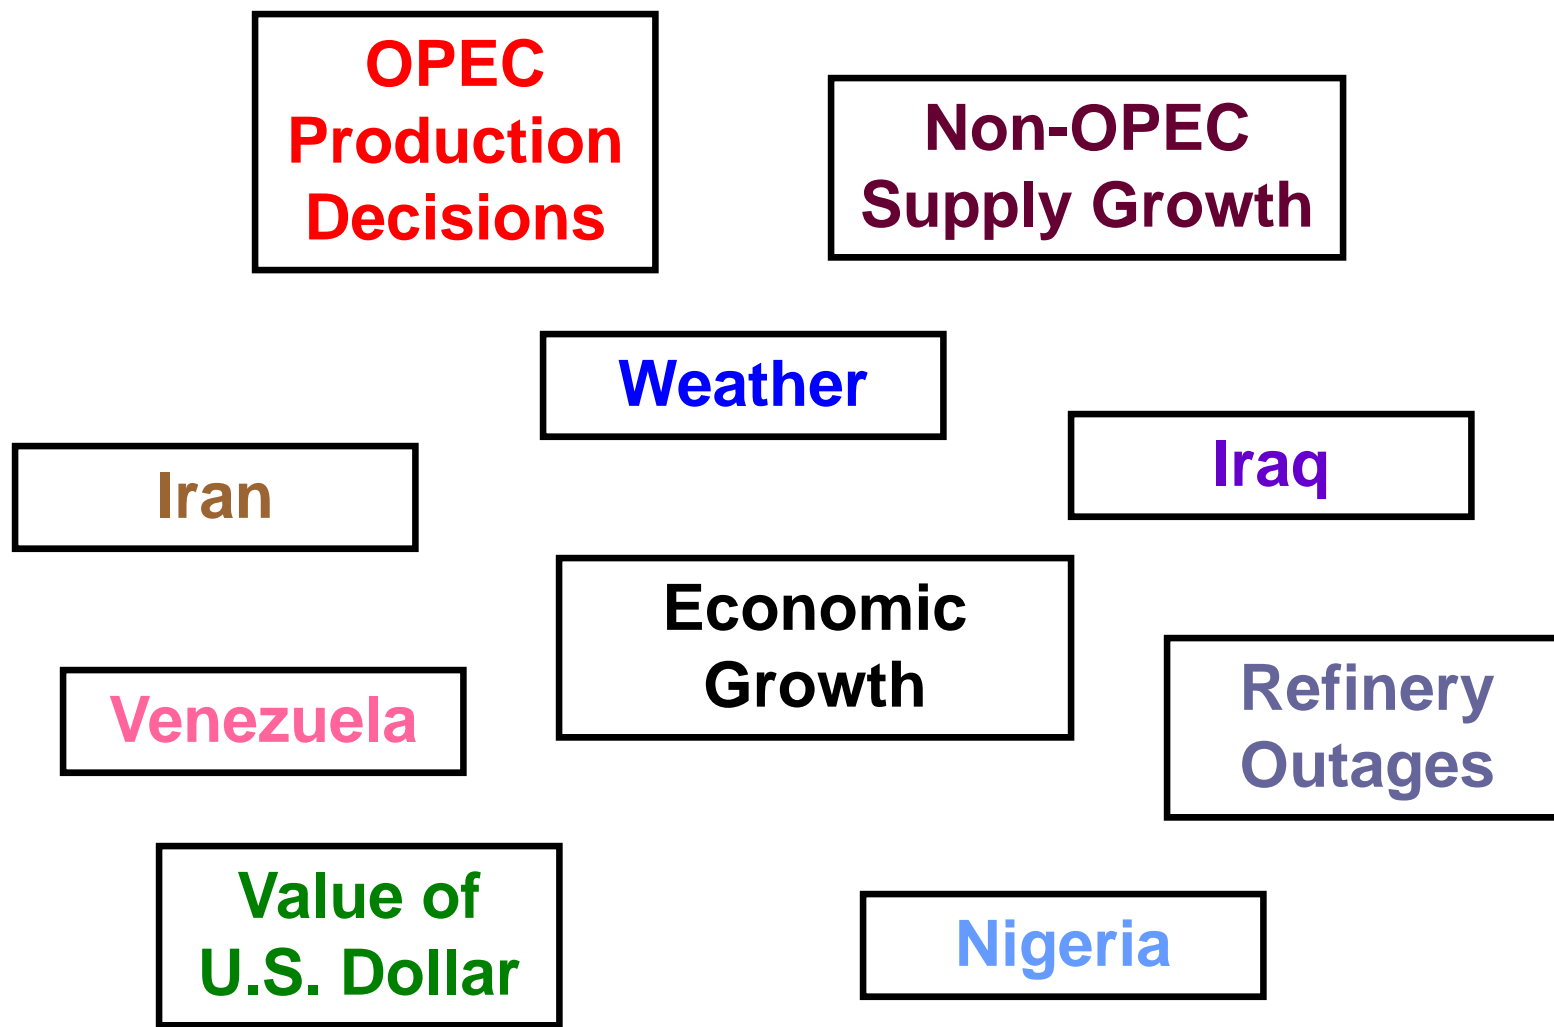 OPEC
Production
Decisions
Non-OPEC
Supply Growth
Weather
Iraq
Iran
Economic
Growth
Refinery
Outages
Venezuela
Value of
U.S. Dollar
Nigeria